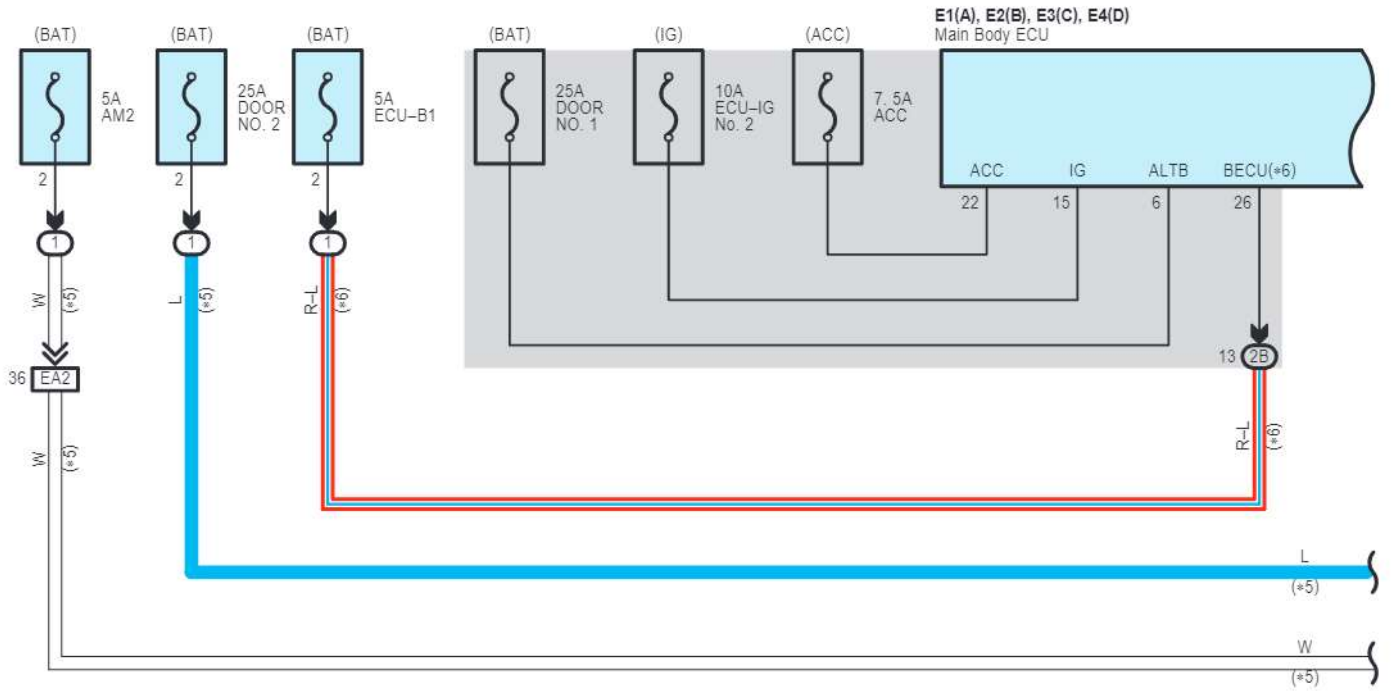 E1(A), E2(B), E3(C), E4(D)
Main Body ECU
(BAT)
(BAT)
(BAT)
(BAT)
(IG)
(ACC)
5A
AM2
25A
DOOR
NO. 2
5A
ECU–B1
25A
DOOR
NO. 1
10A
ECU–IG
No. 2
7. 5A
ACC
ACC
IG
ALTB
BECU(∗6)
2
2
2
22
15
6
26
1
1
1
W
(∗5)
L
(∗5)
R–L
(∗6)
13
2B
36
EA2
W
(∗5)
R–L
(∗6)
L
(∗5)
W
(∗5)